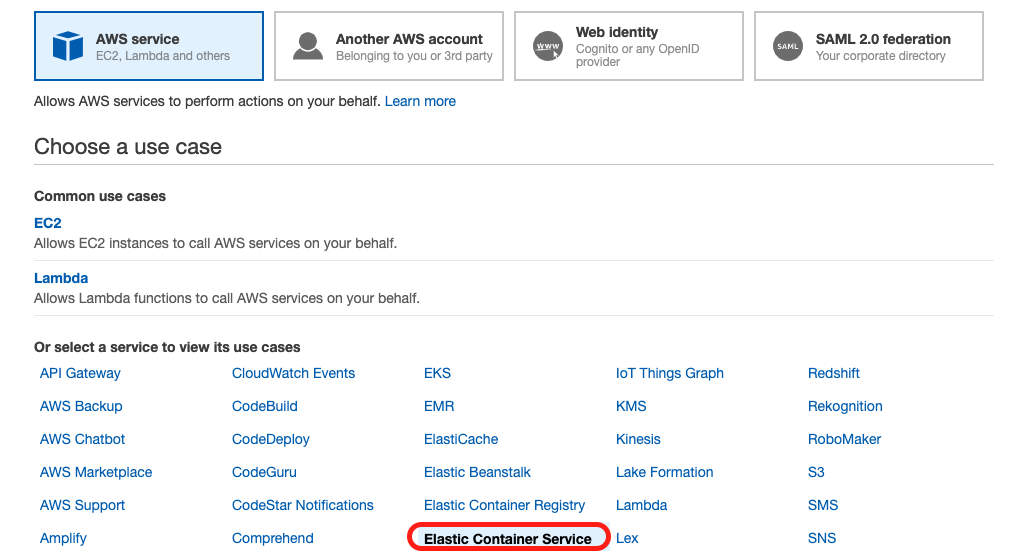 AWS service
EC2, Lambda and others
Another AWS account
Belonging to you or 3rd party
www
Web identity
Cognito or any OpenID
provider
SAML
SAML 2.0 federation
Your corporate directory
Allows AWS services to perform actions on your behalf. Learn more
Choose a use case
Common use cases
EC2
Allows EC2 instances to call AWS services on your behalf.
Lambda
Allows Lambda functions to call AWS services on your behalf.
Or select a service to view its use cases
API Gateway CloudWatch Events EKS IoT Things Graph Redshift
AWS Backup CodeBuild EMR KMS Rekognition
AWS Chatbot CodeDeploy ElastiCache Kinesis RoboMaker
AWS Marketplace CodeGuru Elastic Beanstalk Lake Formation S3
AWS Support CodeStar Notifications Elastic Container Registry Lambda SMS
Amplify Comprehend Elastic Container Service Lex SNS